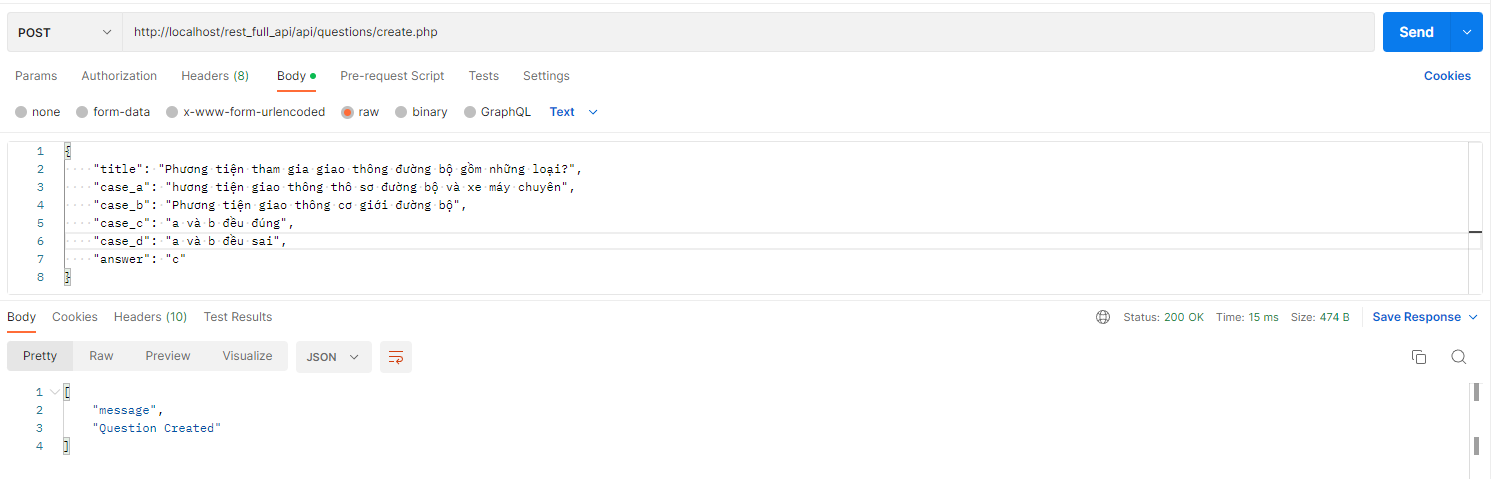 POST http://localhost/rest_full_api/api/questions/create.php Send
Params Authorization Headers (8) Body Pre-request Script Tests Settings Cookies
none form-data x-www-form-urlencoded raw binary GraphQL Text
1 {
2 "title": "Phương tiện tham gia giao thông đường bộ gồm những loại?",
3 "case_a": "hương tiện giao thông thô sơ đường bộ và xe máy chuyên",
4 "case_b": "Phương tiện giao thông cơ giới đường bộ",
5 "case_c": "a và b đều đúng",
6 "case_d": "a và b đều sai",
7 "answer": "c"
8 }
Body Cookies Headers (10) Test Results Status: 200 OK Time: 15 ms Size: 474 B Save Response
Pretty Raw Preview Visualize JSON
1 [
2 "message",
3 "Question Created"
4 ]